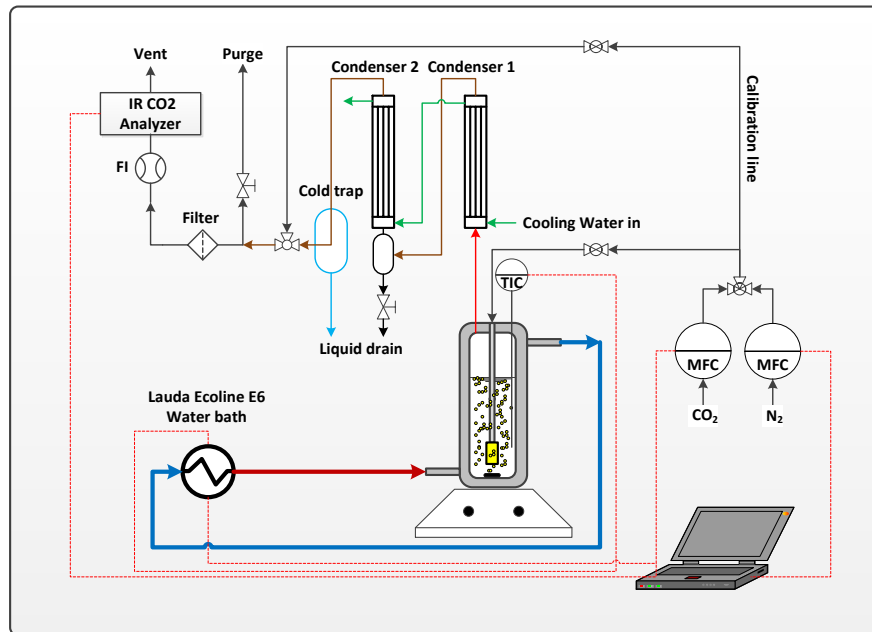 Vent
Purge
Condenser 2
Condenser 1
IR CO2
Analyzer
Calibration line
FI
Cold trap
Filter
Cooling Water in
TIC
Liquid drain
MFC
MFC
Lauda Ecoline E6
Water bath
CO₂
N₂